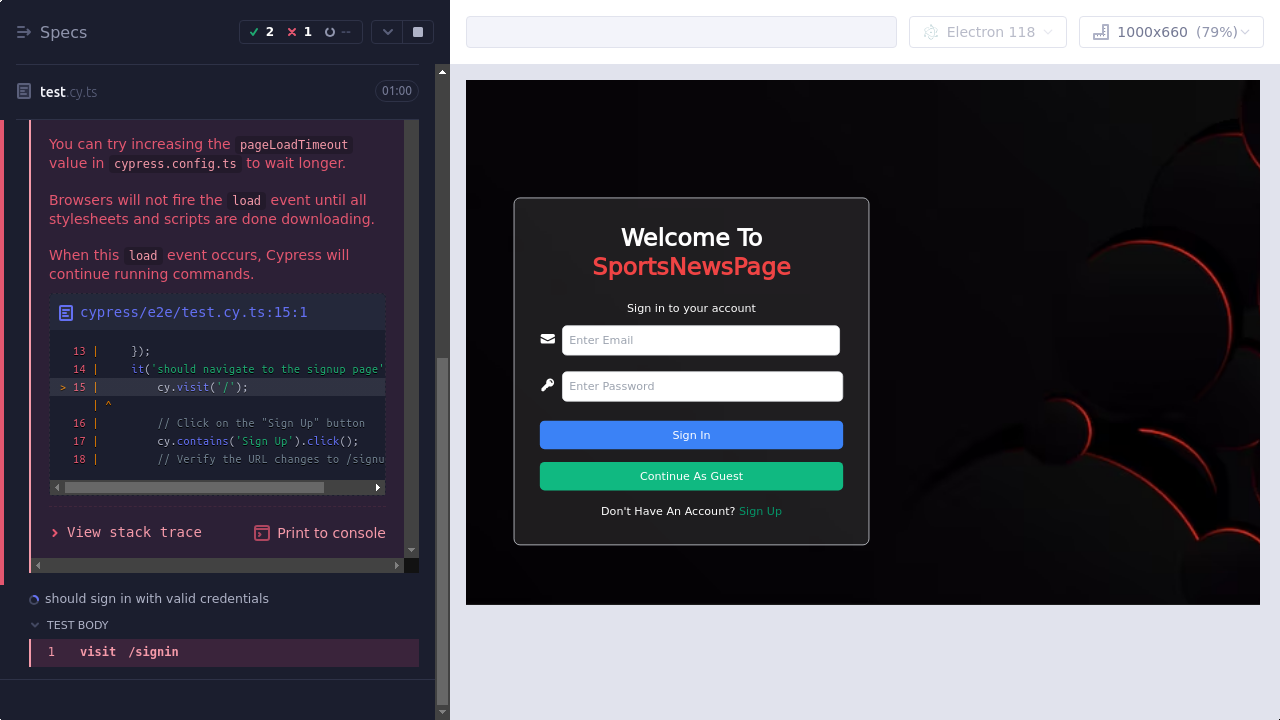 Specs
2
1
--
Electron 118
1000x660 (79%)
test.cy.ts
01:00
You can try increasing the pageLoadTimeout
value in cypress.config.ts to wait longer.
Browsers will not fire the load event until all
stylesheets and scripts are done downloading.
When this load event occurs, Cypress will
continue running commands.
cypress/e2e/test.cy.ts:15:1
13 | });
14 | it('should navigate to the signup page'
> 15 | cy.visit('/');
| ^
16 | // Click on the "Sign Up" button
17 | cy.contains('Sign Up').click();
18 | // Verify the URL changes to /signu
View stack trace
Print to console
should sign in with valid credentials
TEST BODY
1 visit /signin
Welcome To
SportsNewsPage
Sign in to your account
Enter Email
Enter Password
Sign In
Continue As Guest
Don't Have An Account? Sign Up